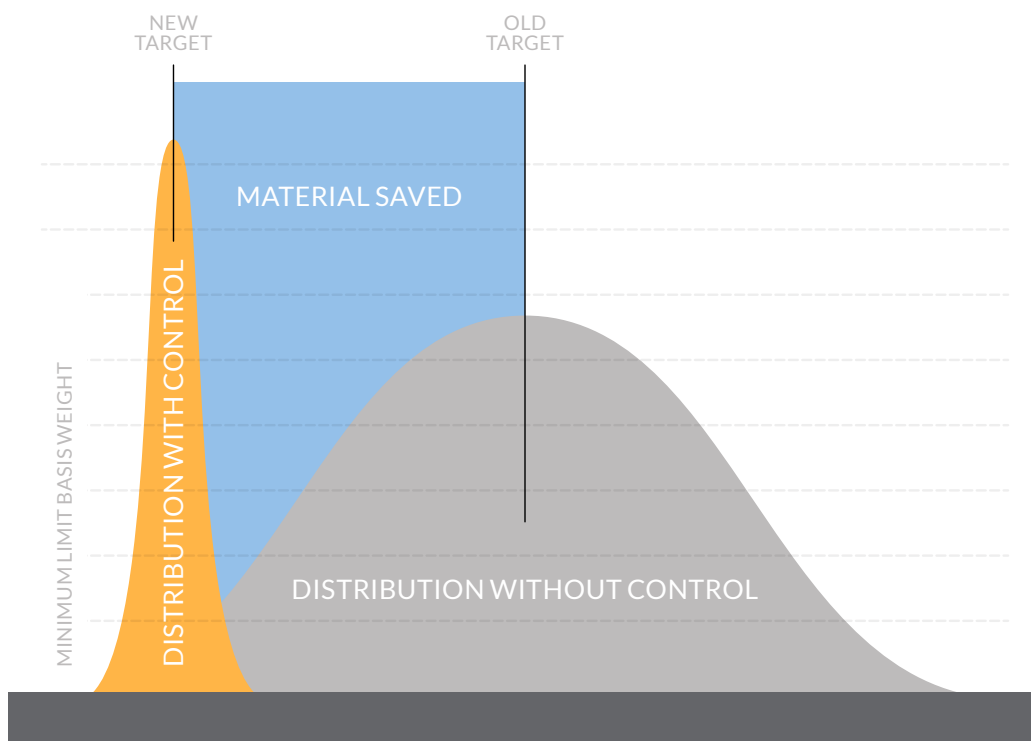 NEW
TARGET
OLD
TARGET
MATERIAL SAVED
DISTRIBUTION WITH CONTROL
MINIMUM LIMIT BASIS WEIGHT
DISTRIBUTION WITHOUT CONTROL